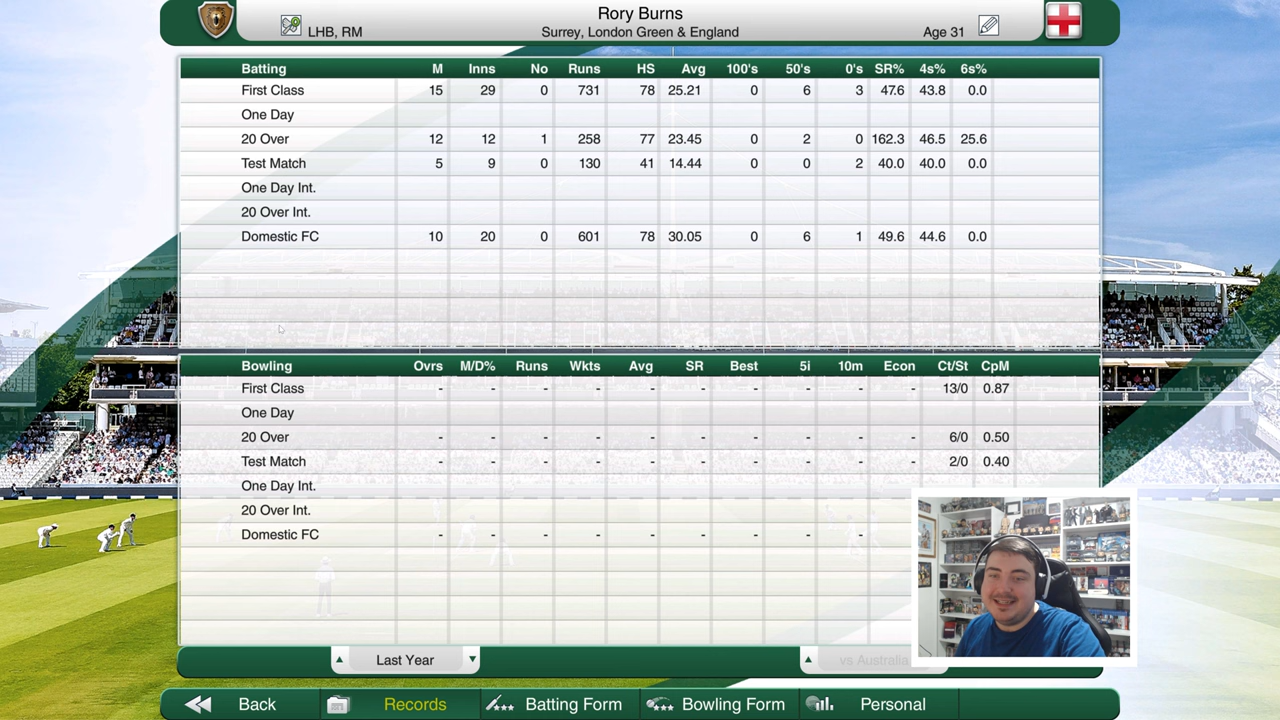 Rory Burns
LHB, RM
Surrey, London Green & England
Age 31
Batting M Inns No Runs HS Avg 100's 50's 0's SR% 4s% 6s%
First Class 15 29 0 731 78 25.21 0 6 3 47.6 43.8 0.0
One Day
20 Over 12 12 1 258 77 23.45 0 2 0 162.3 46.5 25.6
Test Match 5 9 0 130 41 14.44 0 0 2 40.0 40.0 0.0
One Day Int.
20 Over Int.
Domestic FC 10 20 0 601 78 30.05 0 6 1 49.6 44.6 0.0
Bowling Ovrs M/D% Runs Wkts Avg SR Best 5i 10m Econ Ct/St CpM
First Class - - - - - - - - - - 13/0 0.87
One Day
20 Over - - - - - - - - - - 6/0 0.50
Test Match - - - - - - - - - - 2/0 0.40
One Day Int.
20 Over Int.
Domestic FC - - - - - - - - -
Last Year
vs Australia
Back Records Batting Form Bowling Form Personal